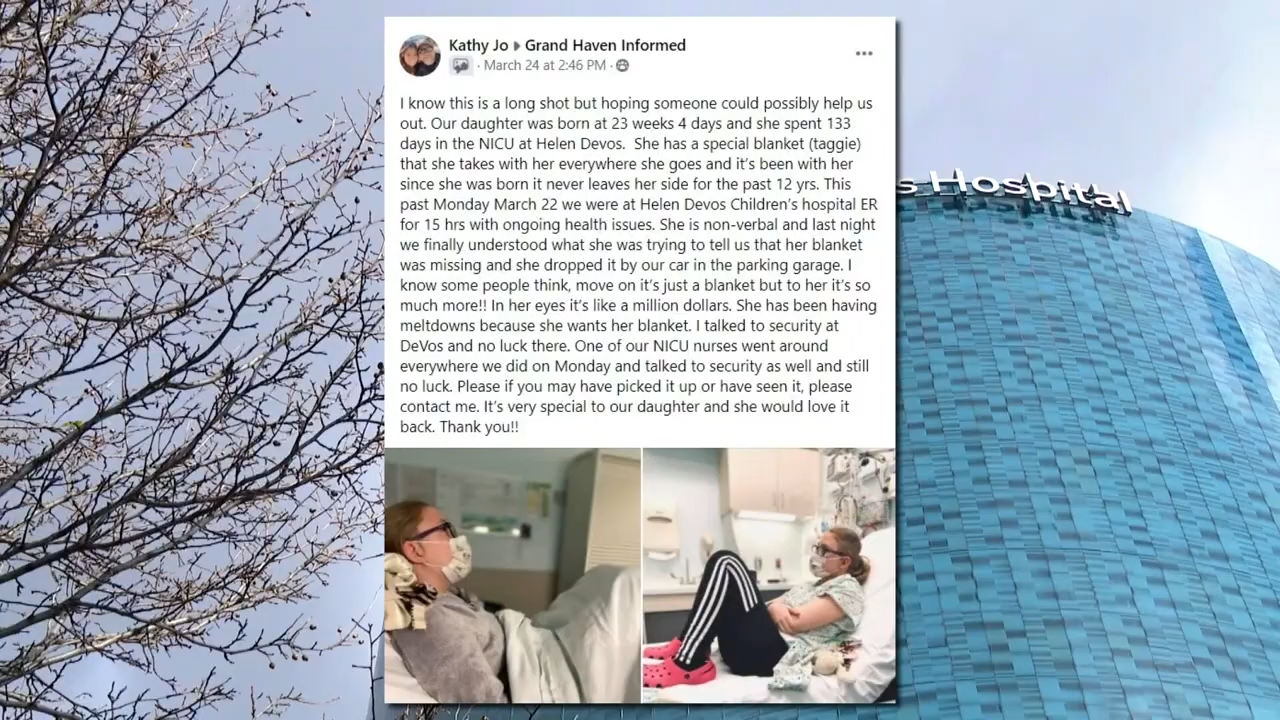 Kathy Jo Grand Haven Informed
· March 24 at 2:46 PM ·
I know this is a long shot but hoping someone could possibly help us
out. Our daughter was born at 23 weeks 4 days and she spent 133
days in the NICU at Helen Devos.  She has a special blanket (taggie)
that she takes with her everywhere she goes and it's been with her
since she was born it never leaves her side for the past 12 yrs. This
past Monday March 22 we were at Helen Devos Children's hospital ER
for 15 hrs with ongoing health issues. She is non-verbal and last night
we finally understood what she was trying to tell us that her blanket
was missing and she dropped it by our car in the parking garage. I
know some people think, move on it's just a blanket but to her it's so
much more!! In her eyes it's like a million dollars. She has been having
meltdowns because she wants her blanket. I talked to security at
DeVos and no luck there. One of our NICU nurses went around
everywhere we did on Monday and talked to security as well and still
no luck. Please if you may have picked it up or have seen it, please
contact me. It's very special to our daughter and she would love it
back. Thank you!!
s Hospital